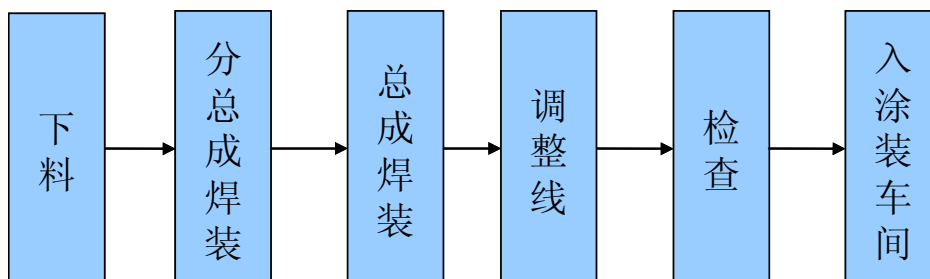 下料
分总成焊装
总成焊装
调整线
检查
入涂装车间